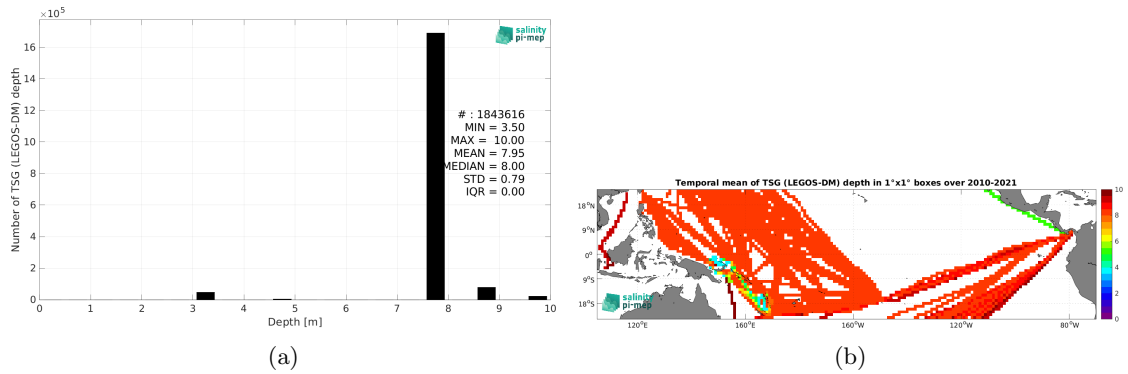 ×10⁵
16
14
12
10
8
6
4
2
0
Number of TSG (LEGOS-DM) depth
salinity
pi-mep
# : 1843616
MIN = 3.50
MAX = 10.00
MEAN = 7.95
MEDIAN = 8.00
STD = 0.79
IQR = 0.00
0 1 2 3 4 5 6 7 8 9 10
Depth [m]
(a)
Temporal mean of TSG (LEGOS-DM) depth in 1°x1° boxes over 2010-2021
18°N
9°N
0°
9°S
18°S
salinity
pi-mep
120°E 160°E 160°W 120°W 80°W
10
8
6
4
2
0
(b)